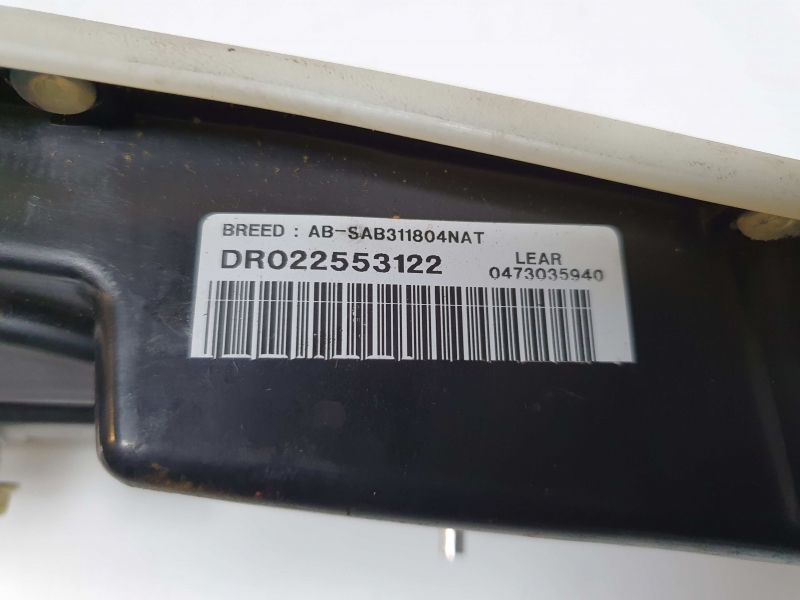 BREED : AB-SAB311804NAT
DR022553122
LEAR
0473035940